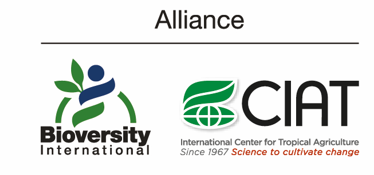 Alliance
Bioversity
International
CIAT
International Center for Tropical Agriculture
Since 1967 Science to cultivate change